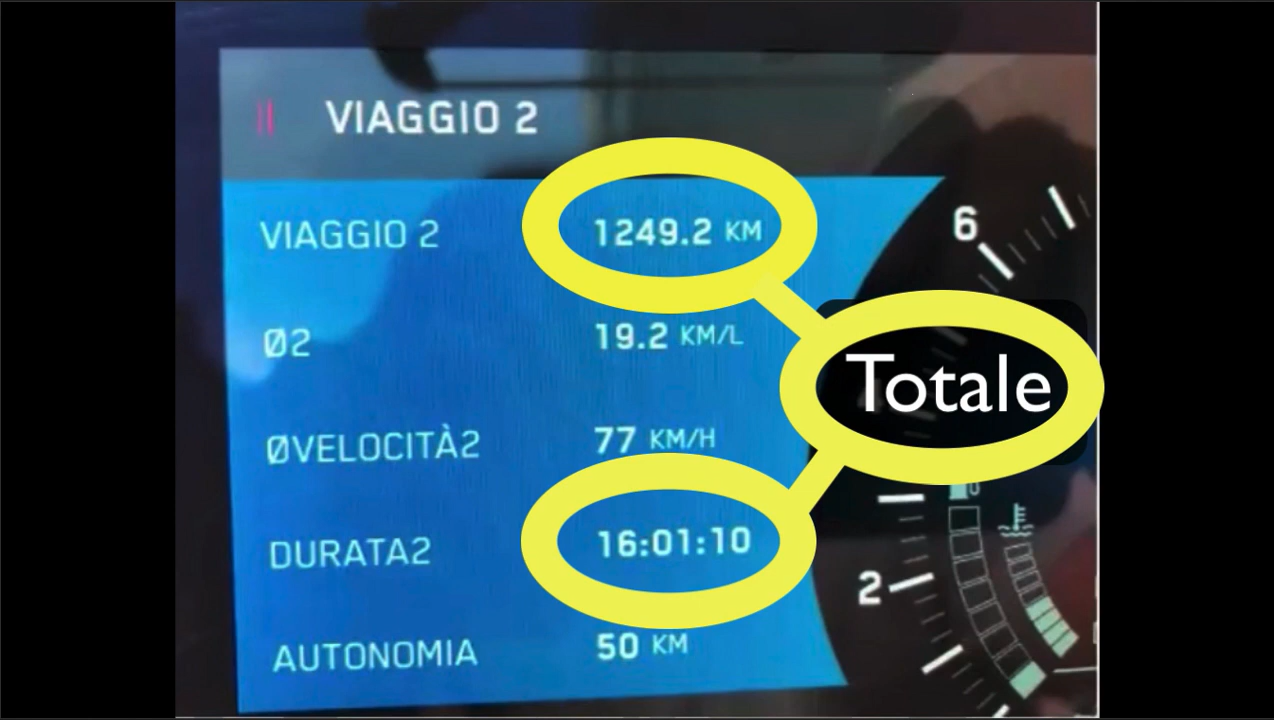 VIAGGIO 2
VIAGGIO 2 1249.2 KM
Ø2 19.2 KM/L
ØVELOCITÀ2 77 KM/H
DURATA2 16:01:10
AUTONOMIA 50 KM
6
Totale
2